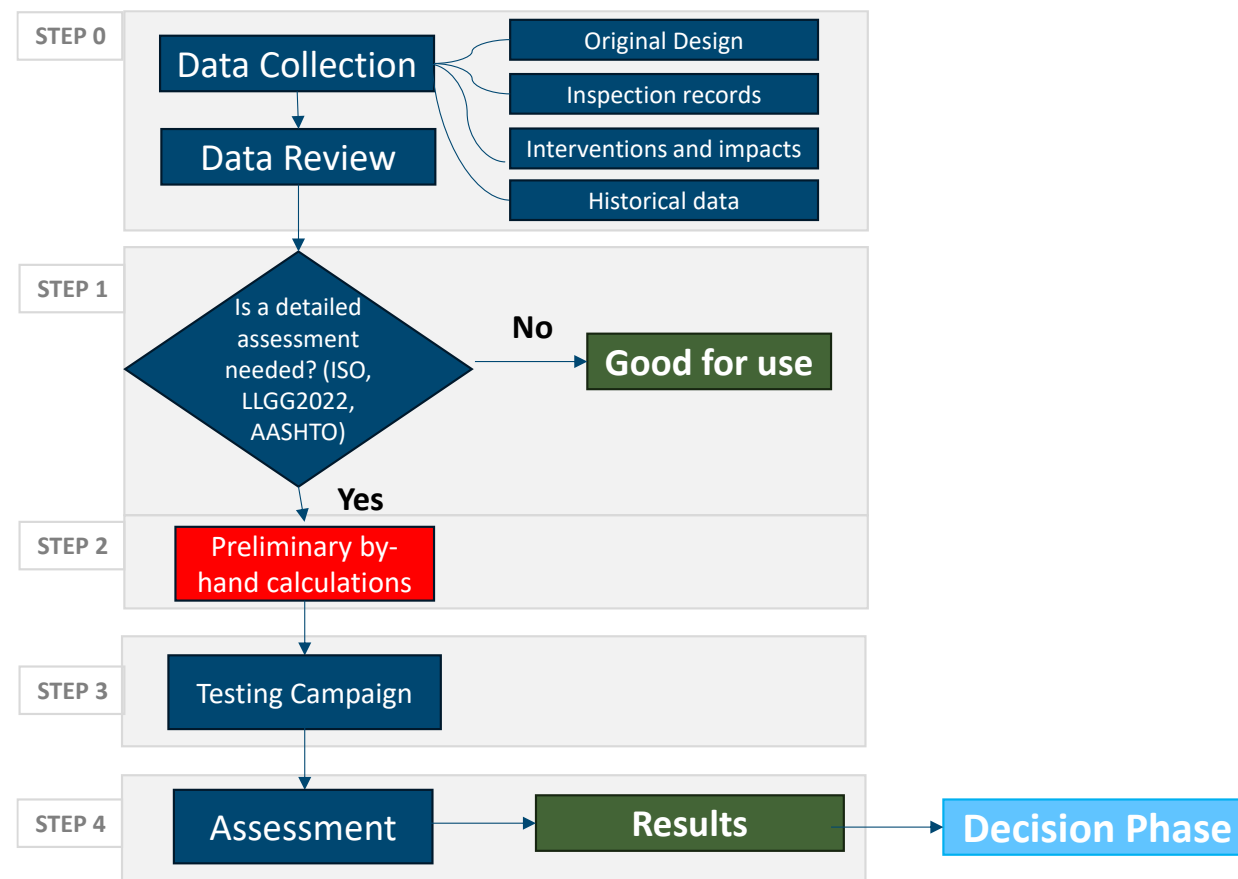 STEP 0
Data Collection
Original Design
Inspection records
Data Review
Interventions and impacts
Historical data
STEP 1
Is a detailed
assessment
needed? (ISO,
LLGG2022,
AASHTO)
No
Good for use
Yes
STEP 2
Preliminary by-
hand calculations
STEP 3
Testing Campaign
STEP 4
Assessment
Results
Decision Phase